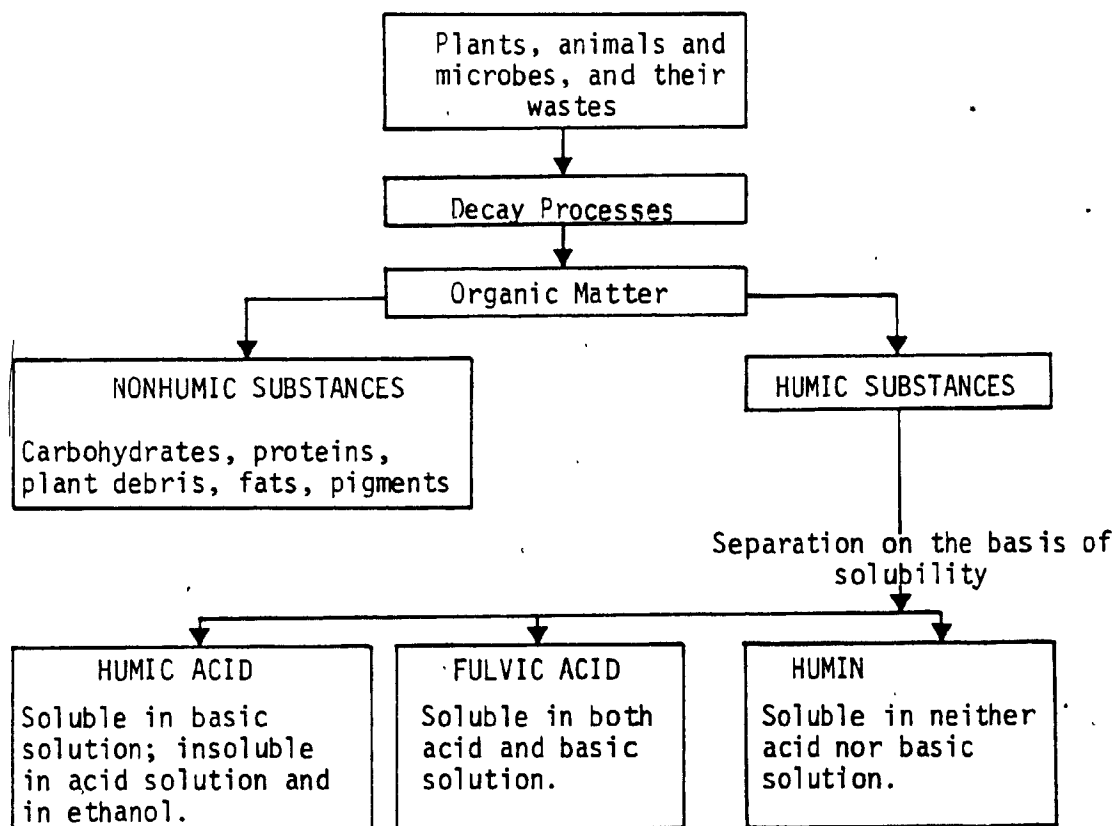 Plants, animals and
microbes, and their
wastes
Decay Processes
Organic Matter
NONHUMIC SUBSTANCES
Carbohydrates, proteins,
plant debris, fats, pigments
HUMIC SUBSTANCES
Separation on the basis of
solubility
HUMIC ACID
Soluble in basic
solution; insoluble
in acid solution and
in ethanol.
FULVIC ACID
Soluble in both
acid and basic
solution.
HUMIN
Soluble in neither
acid nor basic
solution.